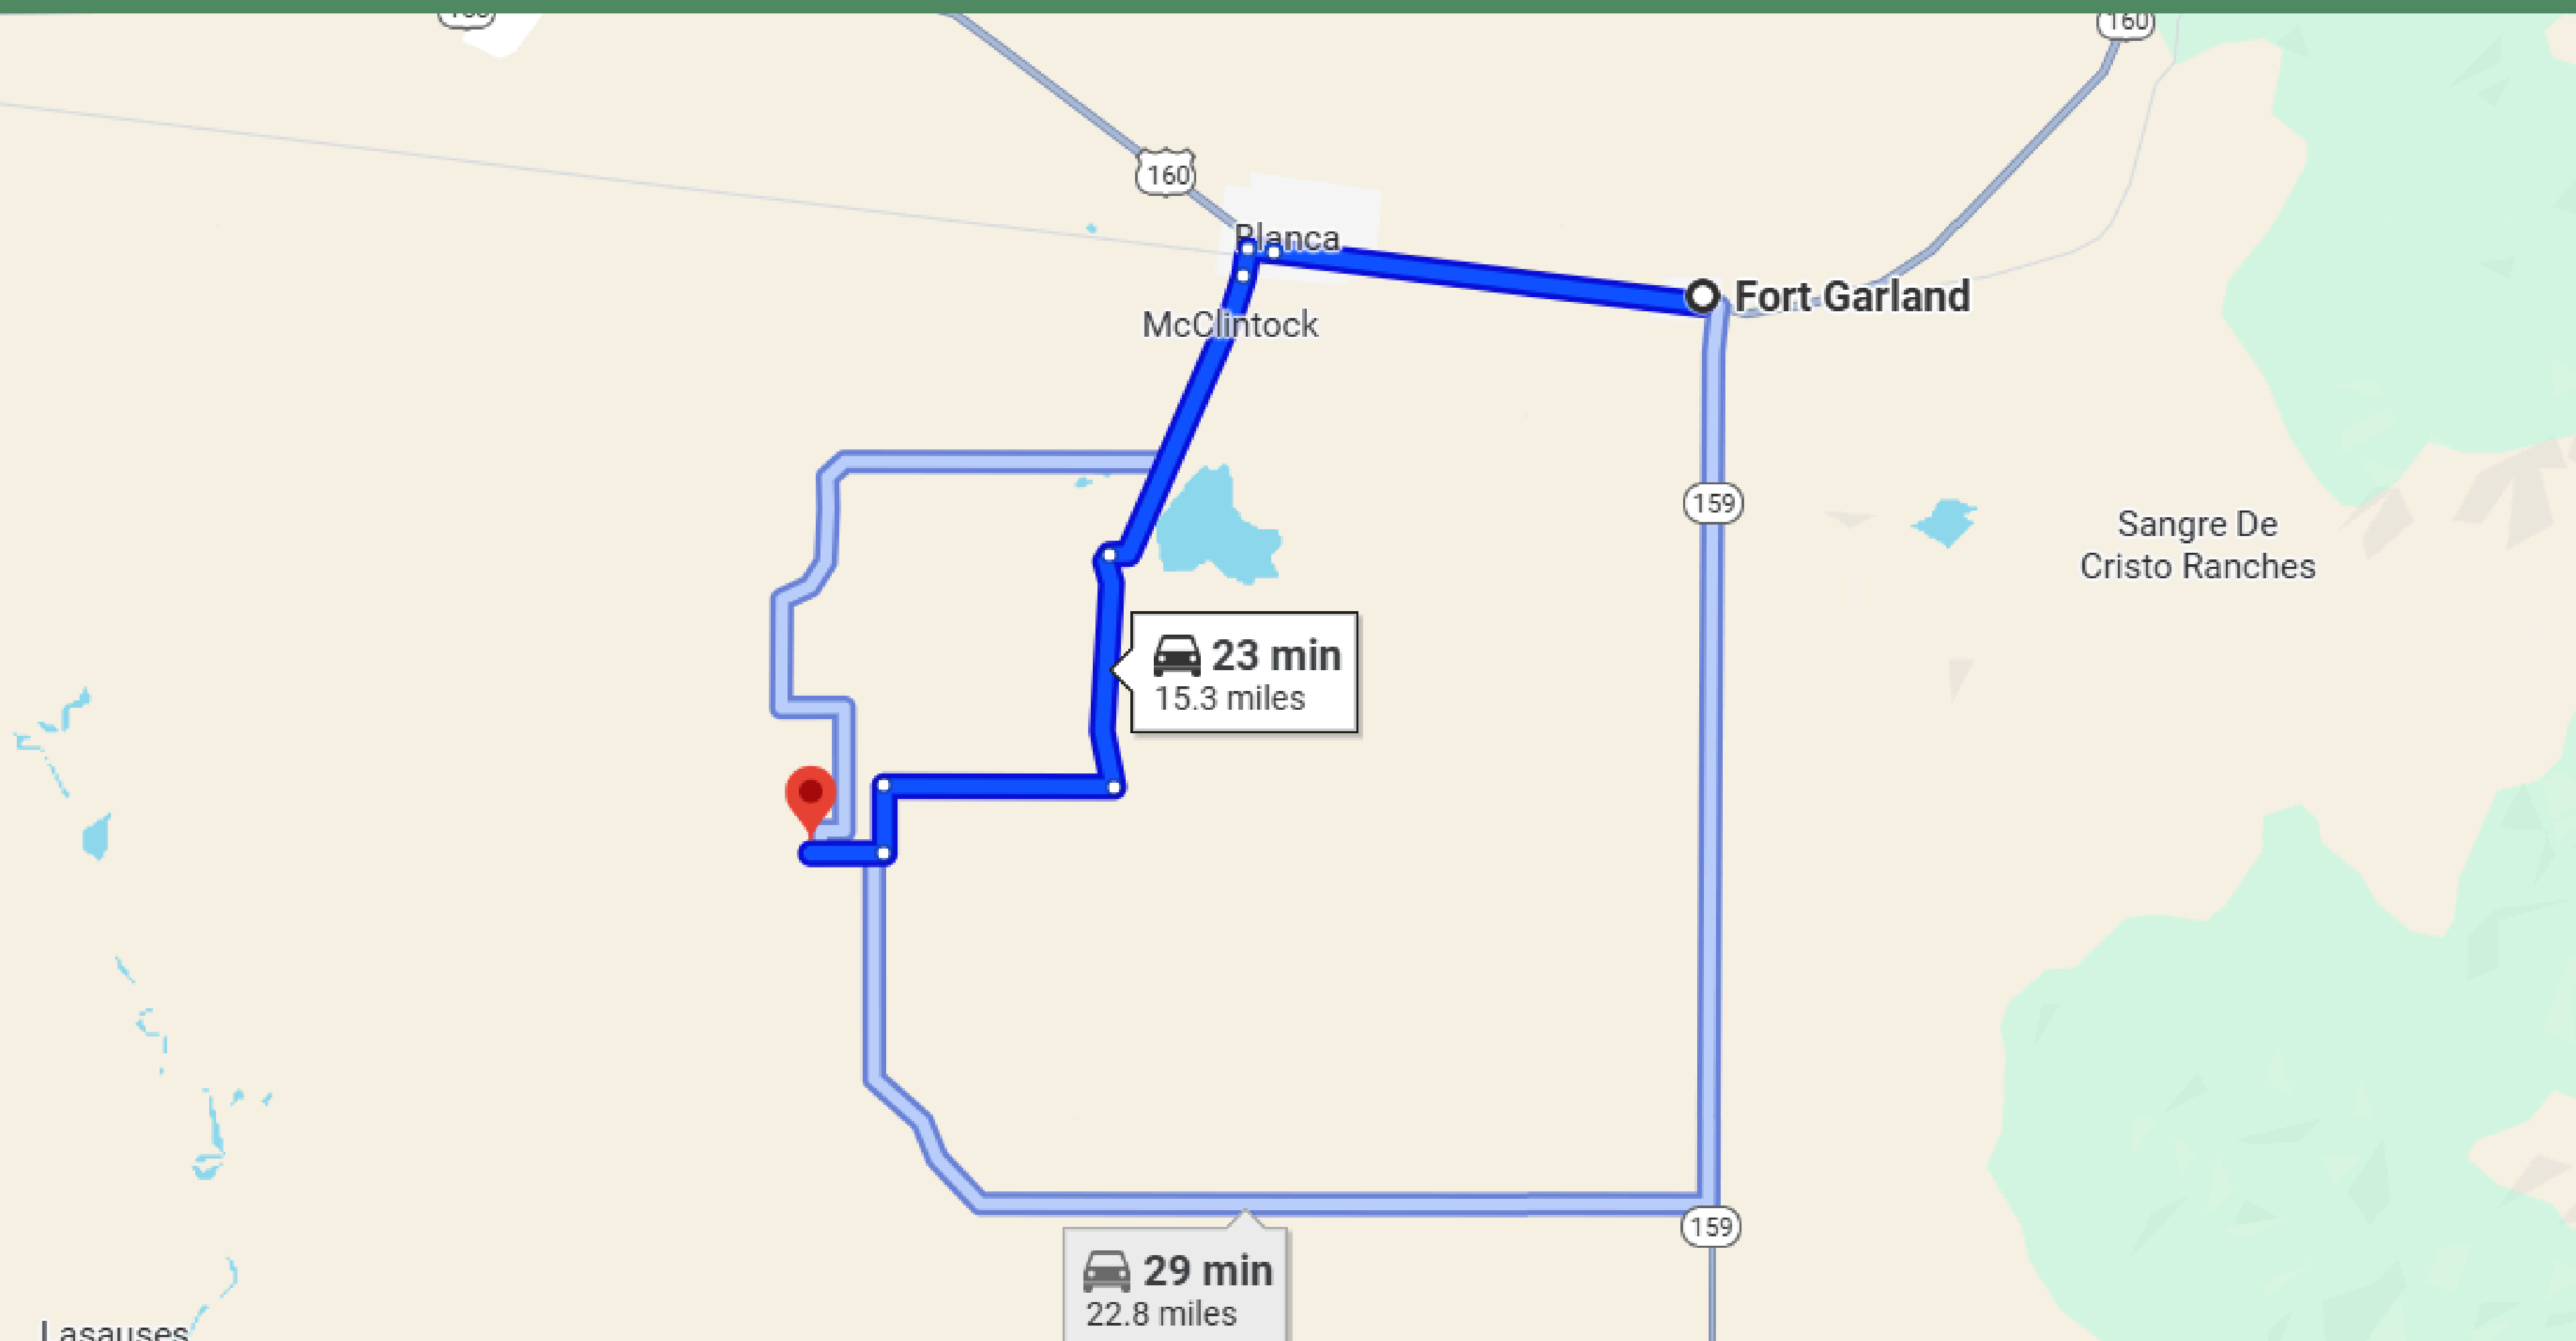 160
160
Blanca
Fort Garland
McClintock
159
Sangre De
Cristo Ranches
23 min
15.3 miles
159
29 min
22.8 miles
Lasauses